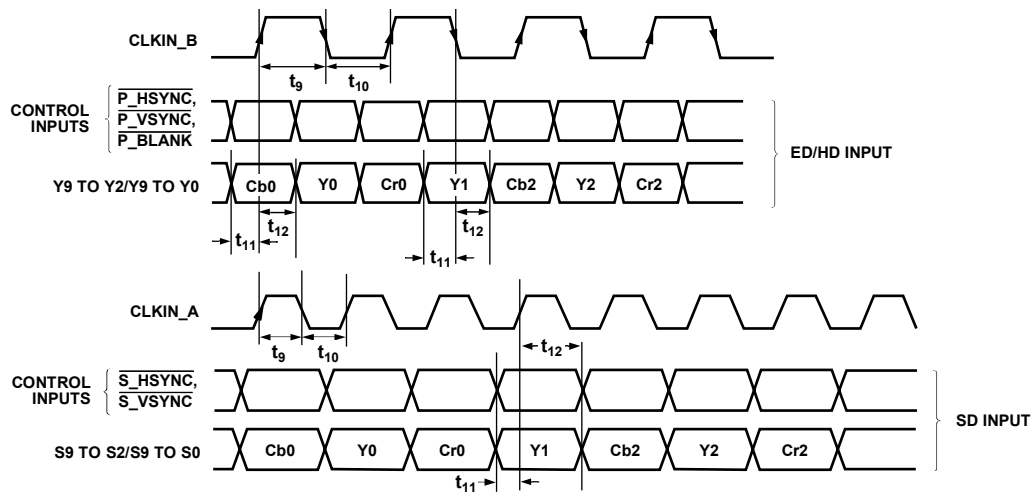 CLKIN_B
t9
t10
CONTROL INPUTS
P_HSYNC,
P_VSYNC,
P_BLANK
ED/HD INPUT
Y9 TO Y2/Y9 TO Y0
Cb0 Y0 Cr0 Y1 Cb2 Y2 Cr2
t12
t12
t11
t11
CLKIN_A
t9
t10
t12
CONTROL INPUTS
S_HSYNC,
S_VSYNC
SD INPUT
S9 TO S2/S9 TO S0
Cb0 Y0 Cr0 Y1 Cb2 Y2 Cr2
t11